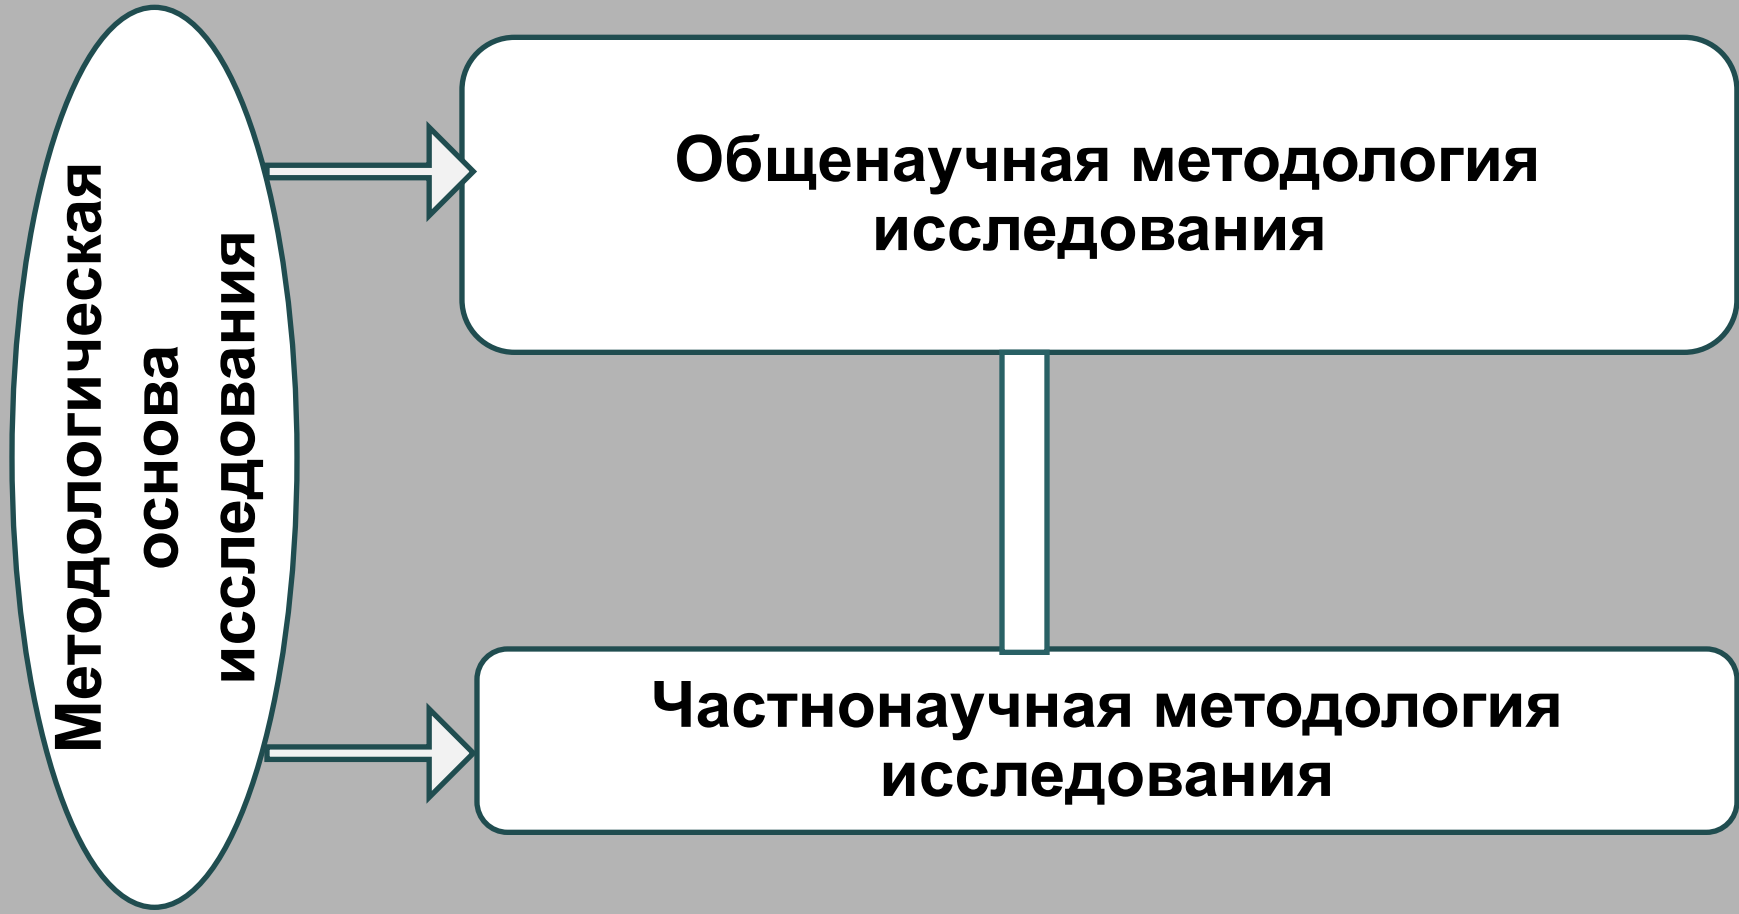 Методологическая
основа
исследования
Общенаучная методология
исследования
Частнонаучная методология
исследования